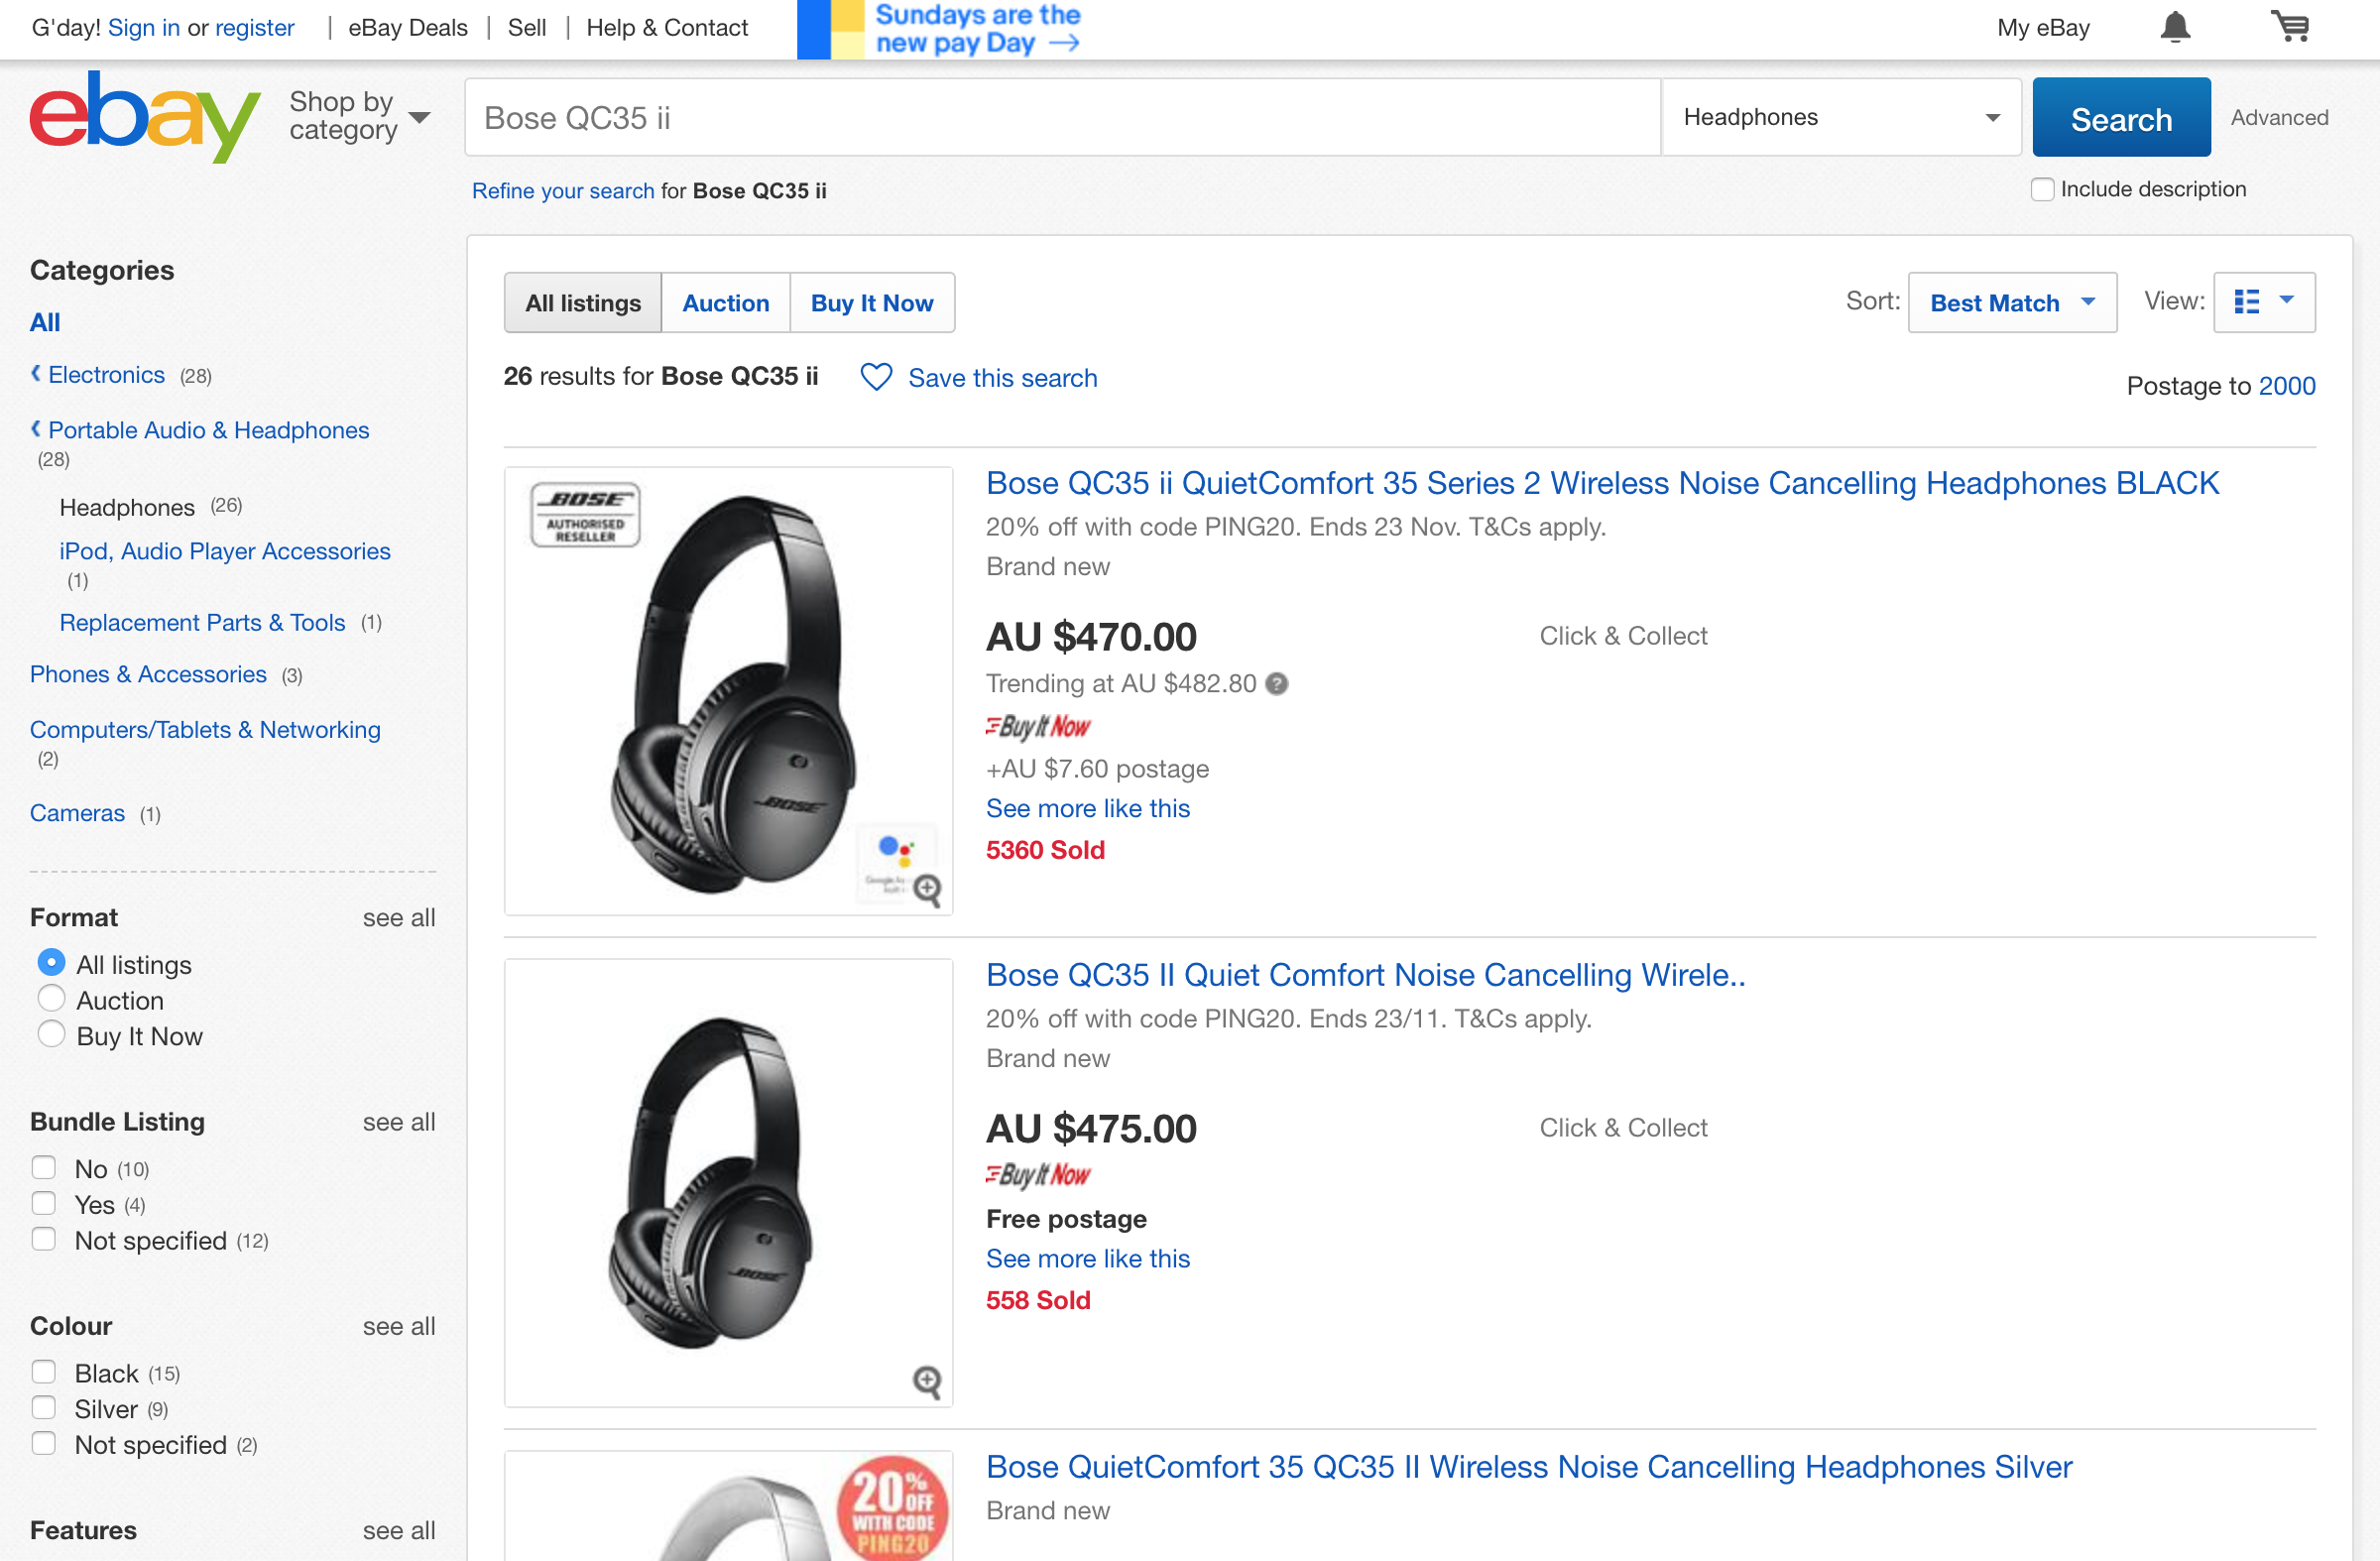 G'day! Sign in or register | eBay Deals | Sell | Help & Contact
Sundays are the
new pay Day →
My eBay
ebay
Shop by
category
Bose QC35 ii
Headphones
Search
Advanced
Refine your search for Bose QC35 ii
Include description
Categories
All
Electronics (28)
Portable Audio & Headphones
(28)
Headphones (26)
iPod, Audio Player Accessories
(1)
Replacement Parts & Tools (1)
Phones & Accessories (3)
Computers/Tablets & Networking
(2)
Cameras (1)
Format see all
All listings
Auction
Buy It Now
Bundle Listing see all
No (10)
Yes (4)
Not specified (12)
Colour see all
Black (15)
Silver (9)
Not specified (2)
Features see all
All listings Auction Buy It Now
Sort: Best Match View:
26 results for Bose QC35 ii Save this search
Postage to 2000
BOSE
AUTHORISED
RESELLER
BOSE
Bose QC35 ii QuietComfort 35 Series 2 Wireless Noise Cancelling Headphones BLACK
20% off with code PING20. Ends 23 Nov. T&Cs apply.
Brand new
AU $470.00 Click & Collect
Trending at AU $482.80 ?
Buy It Now
+AU $7.60 postage
See more like this
5360 Sold
BOSE
Bose QC35 II Quiet Comfort Noise Cancelling Wirele..
20% off with code PING20. Ends 23/11. T&Cs apply.
Brand new
AU $475.00 Click & Collect
Buy It Now
Free postage
See more like this
558 Sold
20% OFF
WITH CODE
PING20
Bose QuietComfort 35 QC35 II Wireless Noise Cancelling Headphones Silver
Brand new